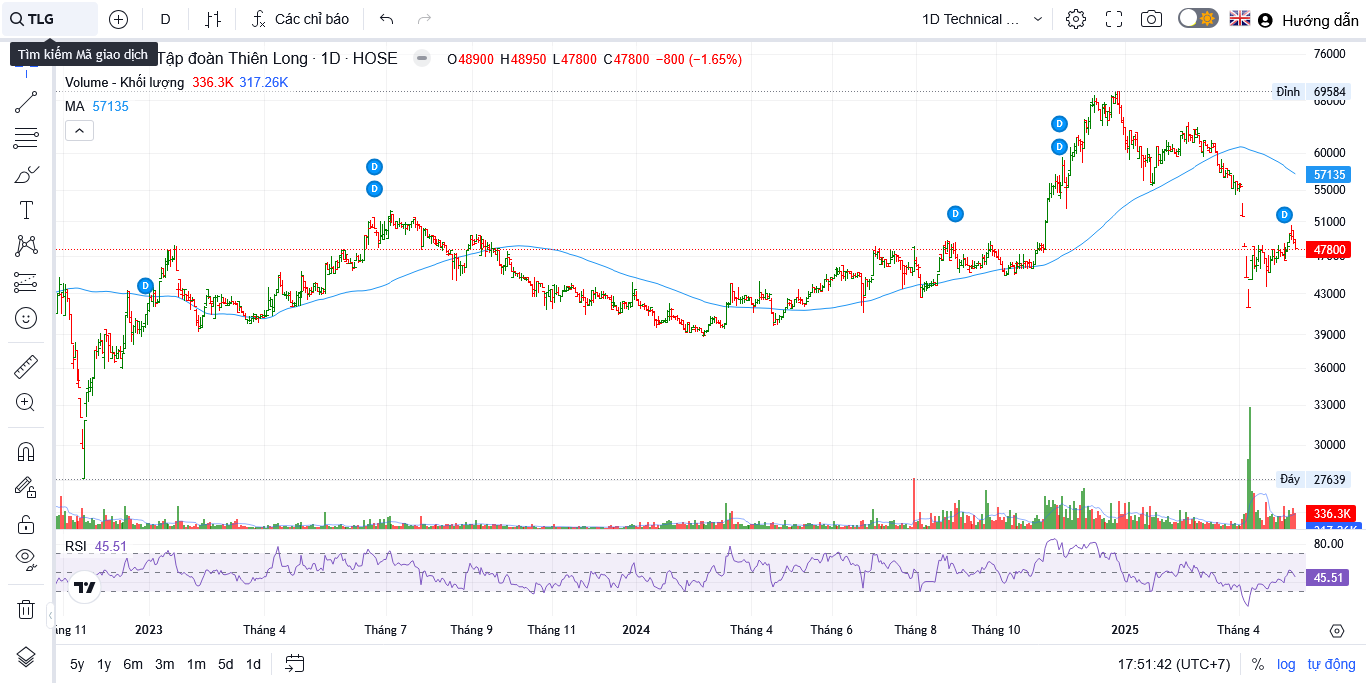 TLG
D
Các chỉ báo
1D Technical ...
Hướng dẫn
Tìm kiếm Mã giao dịch
Tập đoàn Thiên Long · 1D · HOSE
O48900 H48950 L47800 C47800 −800 (−1.65%)
Volume - Khối lượng 336.3K 317.26K
MA 57135
76000
Đỉnh 69584
68000
60000
57135
55000
51000
47800
47000
43000
39000
36000
33000
30000
Đáy 27639
336.3K
317.26K
D
D
D
D
D
D
D
RSI 45.51
80.00
45.51
ng 11
2023
Tháng 4
Tháng 7
Tháng 9
Tháng 11
2024
Tháng 4
Tháng 6
Tháng 8
Tháng 10
2025
Tháng 4
5y 1y 6m 3m 1m 5d 1d
17:51:42 (UTC+7)
% log tự động